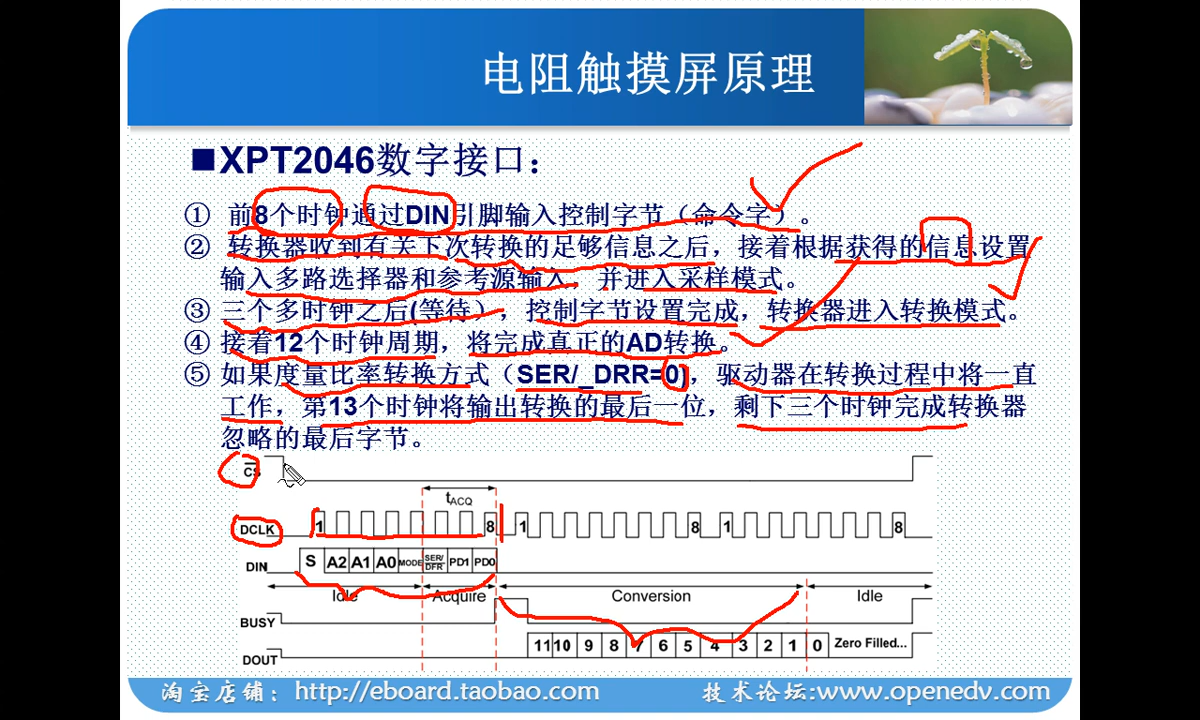 电阻触摸屏原理
■XPT2046数字接口：
① 前8个时钟通过DIN引脚输入控制字节（命令字）。
② 转换器收到有关下次转换的足够信息之后，接着根据获得的信息设置
输入多路选择器和参考源输入，并进入采样模式。
③ 三个多时钟之后(等待），控制字节设置完成，转换器进入转换模式。
④ 接着12个时钟周期，将完成真正的AD转换。
⑤ 如果度量比率转换方式（SER/_DRR=0)，驱动器在转换过程中将一直
工作，第13个时钟将输出转换的最后一位，剩下三个时钟完成转换器
忽略的最后字节。
CS
tACQ
DCLK 1 8 1 8 1 8
DIN S A2 A1 A0 MODE SER/DFR PD1 PD0
Idle Acquire Conversion Idle
BUSY
DOUT 11 10 9 8 7 6 5 4 3 2 1 0 Zero Filled...
淘宝店铺：http://eboard.taobao.com 技术论坛:www.openedv.com